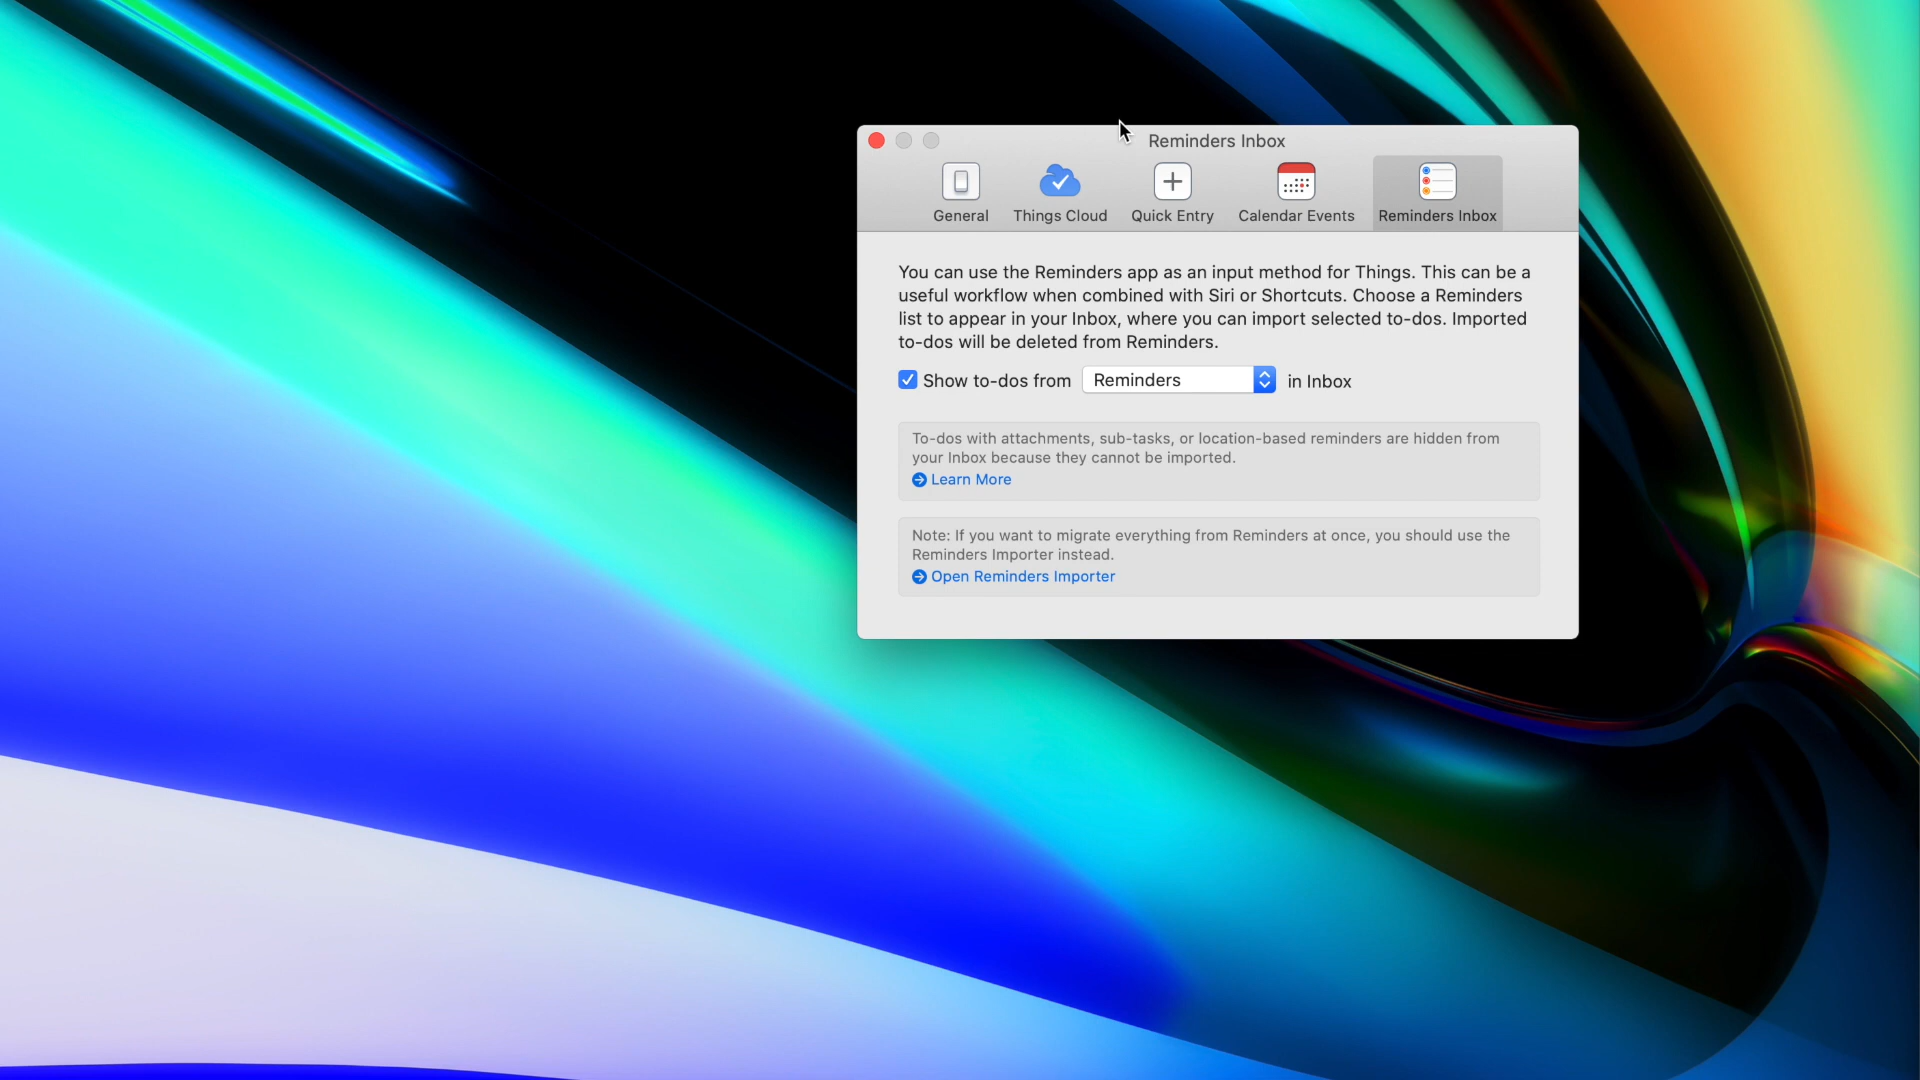 Reminders Inbox
General
Things Cloud
Quick Entry
Calendar Events
Reminders Inbox
You can use the Reminders app as an input method for Things. This can be a
useful workflow when combined with Siri or Shortcuts. Choose a Reminders
list to appear in your Inbox, where you can import selected to-dos. Imported
to-dos will be deleted from Reminders.
Show to-dos from Reminders in Inbox
To-dos with attachments, sub-tasks, or location-based reminders are hidden from
your Inbox because they cannot be imported.
Learn More
Note: If you want to migrate everything from Reminders at once, you should use the
Reminders Importer instead.
Open Reminders Importer